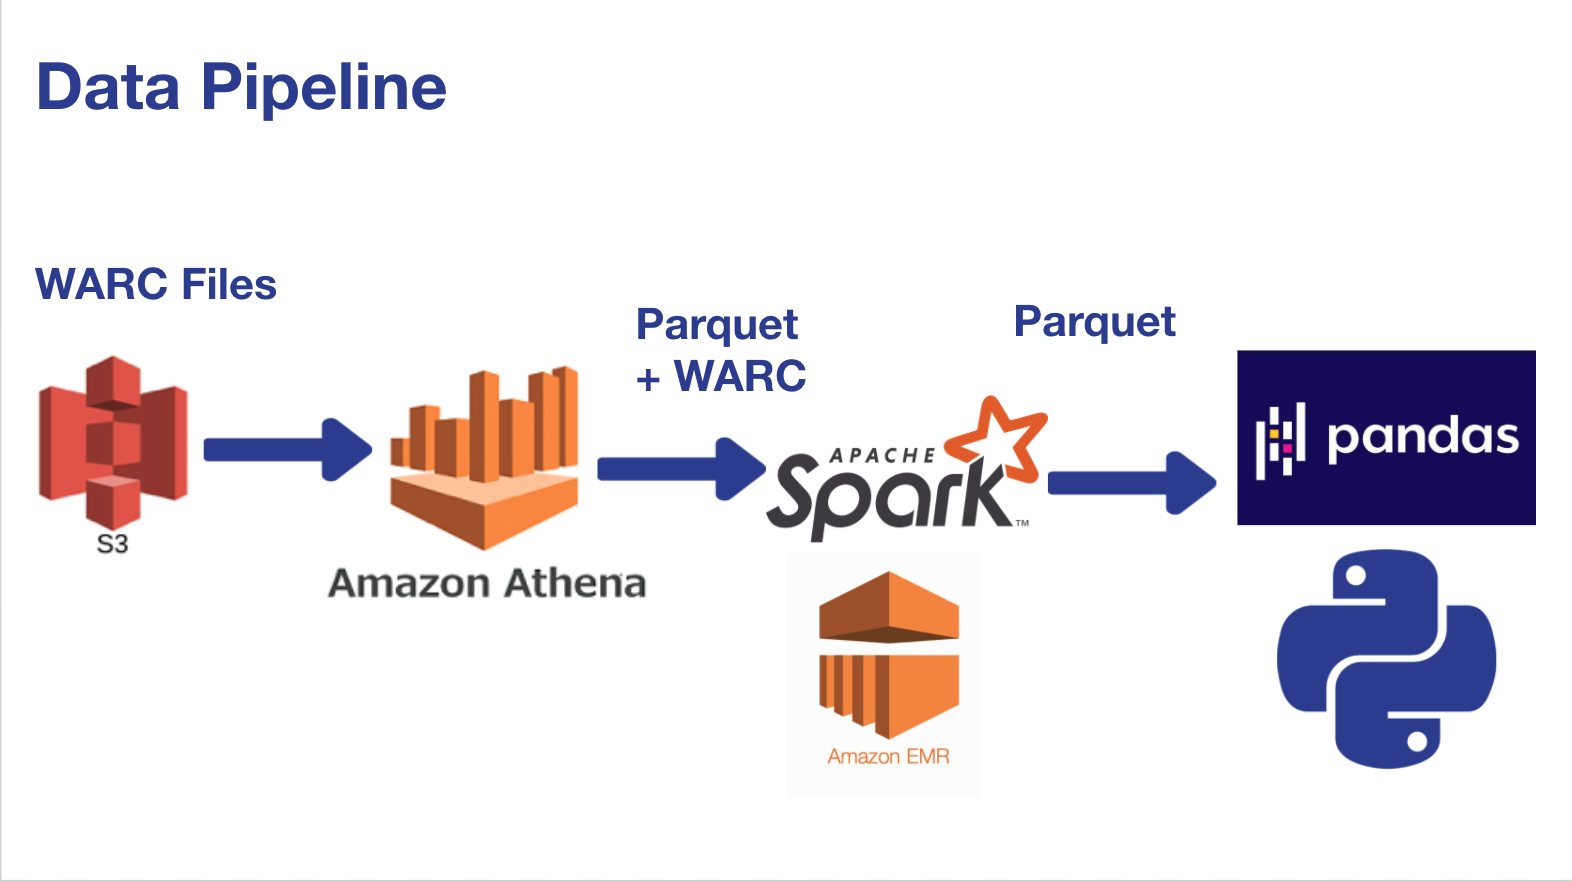 Data Pipeline
WARC Files
Parquet
+ WARC
Parquet
S3
Amazon Athena
APACHE
Spark™
Amazon EMR
pandas